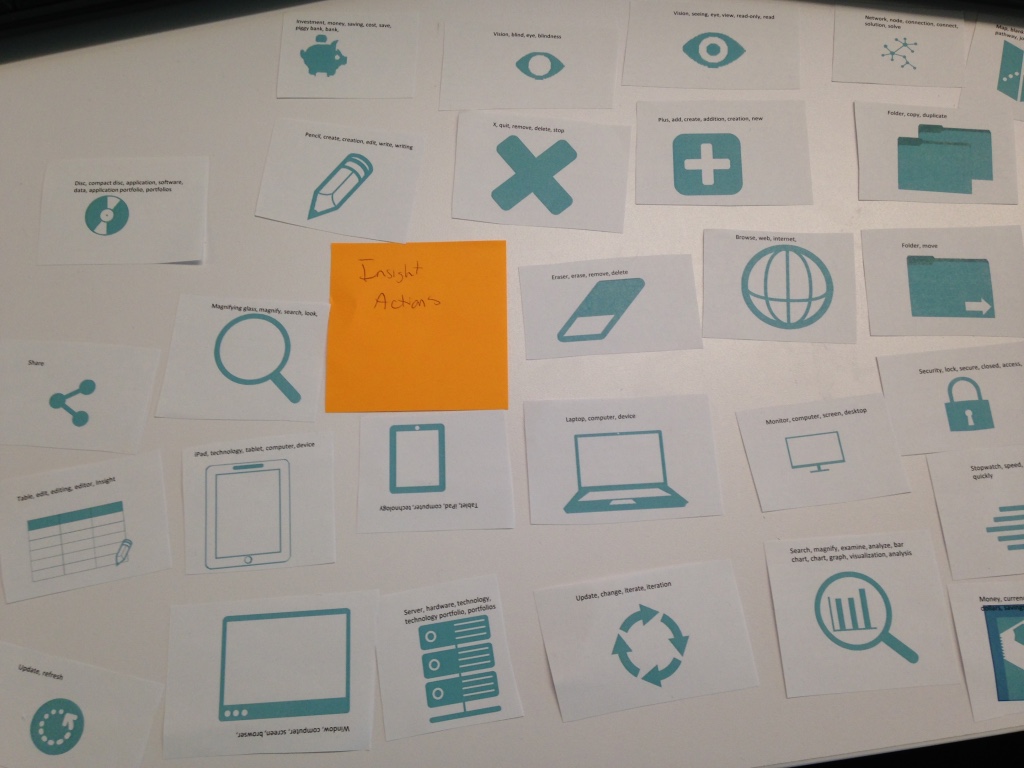 Investment, money, saving, cost, save,
piggy bank, bank,
Vision, blind, eye, blindness
Vision, seeing, eye, view, read-only, read
Network, node, connection, connect,
solution, solve
pathway,
Pencil, create, creation, edit, write, writing
X, quit, remove, delete, stop
Plus, add, create, addition, creation, new
Folder, copy, duplicate
Disc, compact disc, application, software,
data, application portfolio, portfolios
Insight
Actions
Eraser, erase, remove, delete
Browse, web, internet,
Folder, move
Magnifying glass, magnify, search, look,
Share
Security, lock, secure, closed, access,
Table, edit, editing, editor, insight
iPad, technology, tablet, computer, device
Tablet, iPad, computer, technology
Laptop, computer, device
Monitor, computer, screen, desktop
Stopwatch, speed,
quickly
Update, refresh
Window, computer, screen, browser,
Server, hardware, technology,
technology portfolio, portfolios
Update, change, iterate, iteration
Search, magnify, examine, analyze, bar
chart, chart, graph, visualization, analysis
Money,